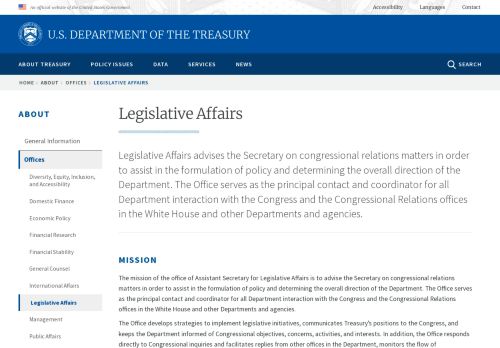 An official website of the United States Government
Accessibility Languages Contact
U.S. DEPARTMENT OF THE TREASURY
ABOUT TREASURY POLICY ISSUES DATA SERVICES NEWS SEARCH
HOME › ABOUT › OFFICES › LEGISLATIVE AFFAIRS
ABOUT
General Information
Offices
Diversity, Equity, Inclusion,
and Accessibility
Domestic Finance
Economic Policy
Financial Research
Financial Stability
General Counsel
International Affairs
Legislative Affairs
Management
Public Affairs
Legislative Affairs
Legislative Affairs advises the Secretary on congressional relations matters in order
to assist in the formulation of policy and determining the overall direction of the
Department. The Office serves as the principal contact and coordinator for all
Department interaction with the Congress and the Congressional Relations offices
in the White House and other Departments and agencies.
MISSION
The mission of the office of Assistant Secretary for Legislative Affairs is to advise the Secretary on congressional relations
matters in order to assist in the formulation of policy and determining the overall direction of the Department. The Office serves
as the principal contact and coordinator for all Department interaction with the Congress and the Congressional Relations
offices in the White House and other Departments and agencies.
The Office develops strategies to implement legislative initiatives, communicates Treasury's positions to the Congress, and
keeps the Department informed of Congressional objectives, concerns, activities, and interests. In addition, the Office responds
directly to Congressional inquiries and facilitates replies from other offices in the Department, monitors the flow of